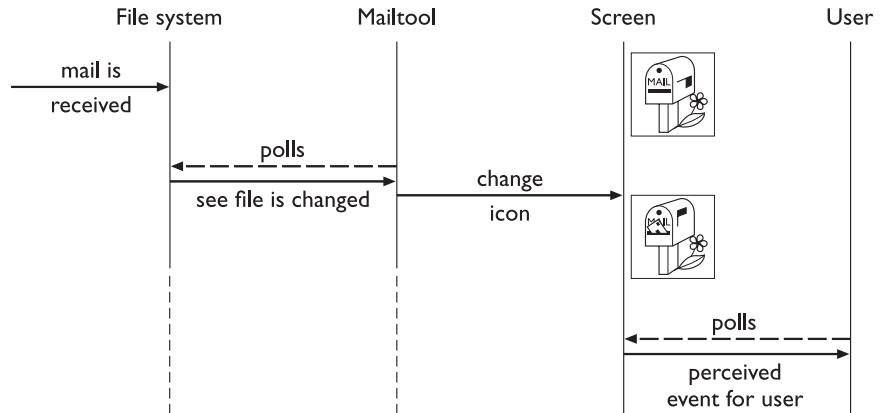 File system Mailtool Screen User
mail is
received
MAIL
polls
see file is changed
change
icon
polls
perceived
event for user